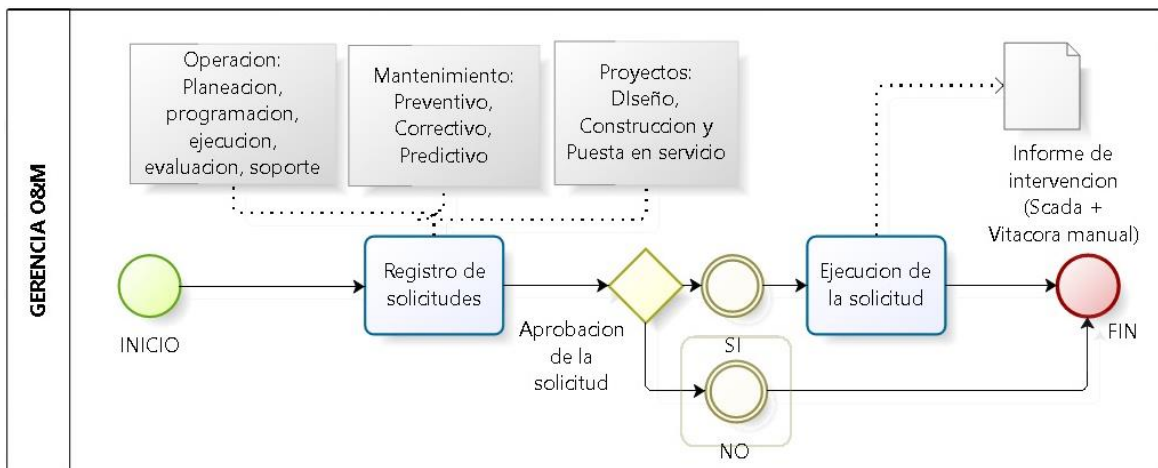 GERENCIA O&M
Operacion:
Planeacion,
programacion,
ejecucion,
evaluacion, soporte
Mantenimiento:
Preventivo,
Correctivo,
Predictivo
Proyectos:
DIseño,
Construccion y
Puesta en servicio
Informe de
intervencion
(Scada +
Vitacora manual)
INICIO
Registro de
solicitudes
Aprobacion
de la
solicitud
SI
NO
Ejecucion de
la solicitud
FIN